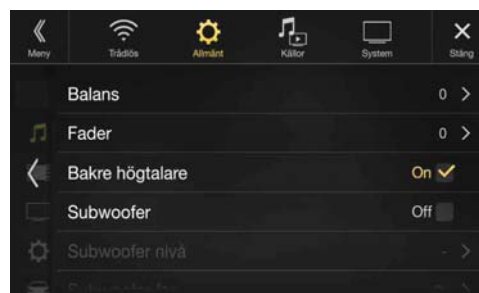 Meny Trådlös Allmänt Källor System Stäng
Balans 0
Fader 0
Bakre högtalare On
Subwoofer Off
Subwoofer nivå -